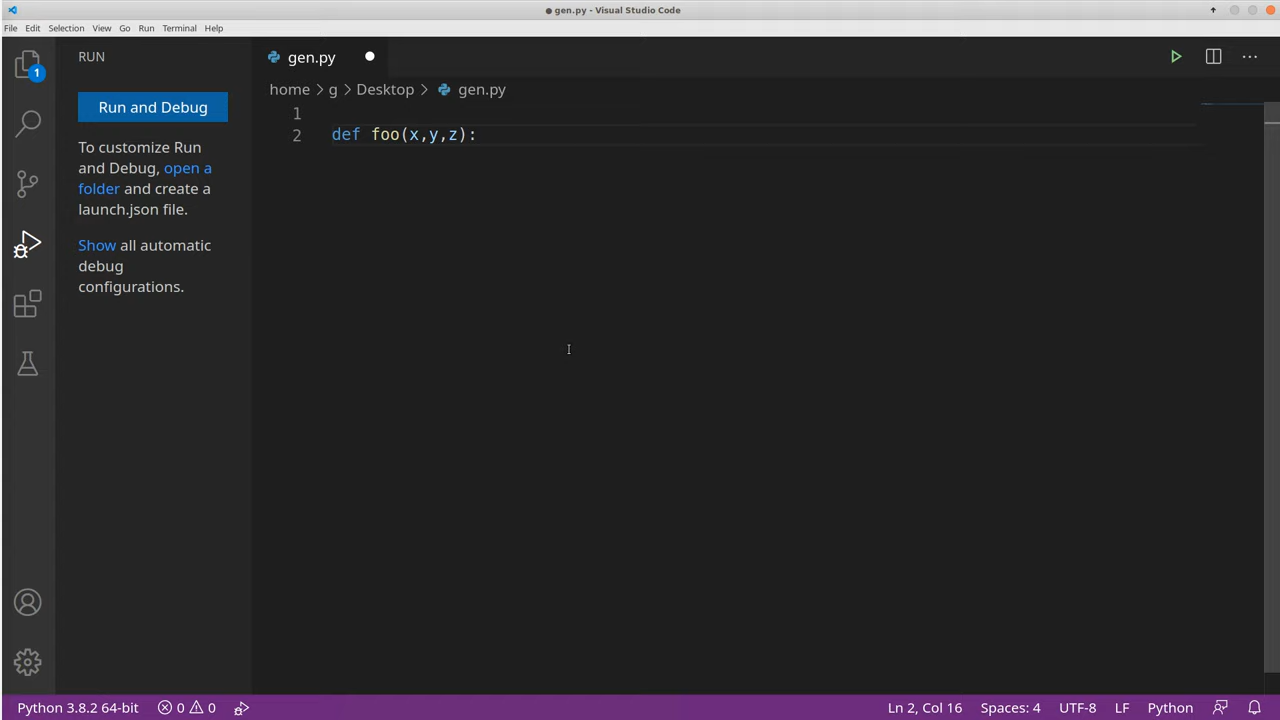 ● gen.py - Visual Studio Code
File Edit Selection View Go Run Terminal Help
RUN
gen.py
1
Run and Debug
To customize Run
and Debug, open a
folder and create a
launch.json file.
Show all automatic
debug
configurations.
home > g > Desktop > gen.py
1
2 def foo(x,y,z):
Python 3.8.2 64-bit 0 0 Ln 2, Col 16 Spaces: 4 UTF-8 LF Python